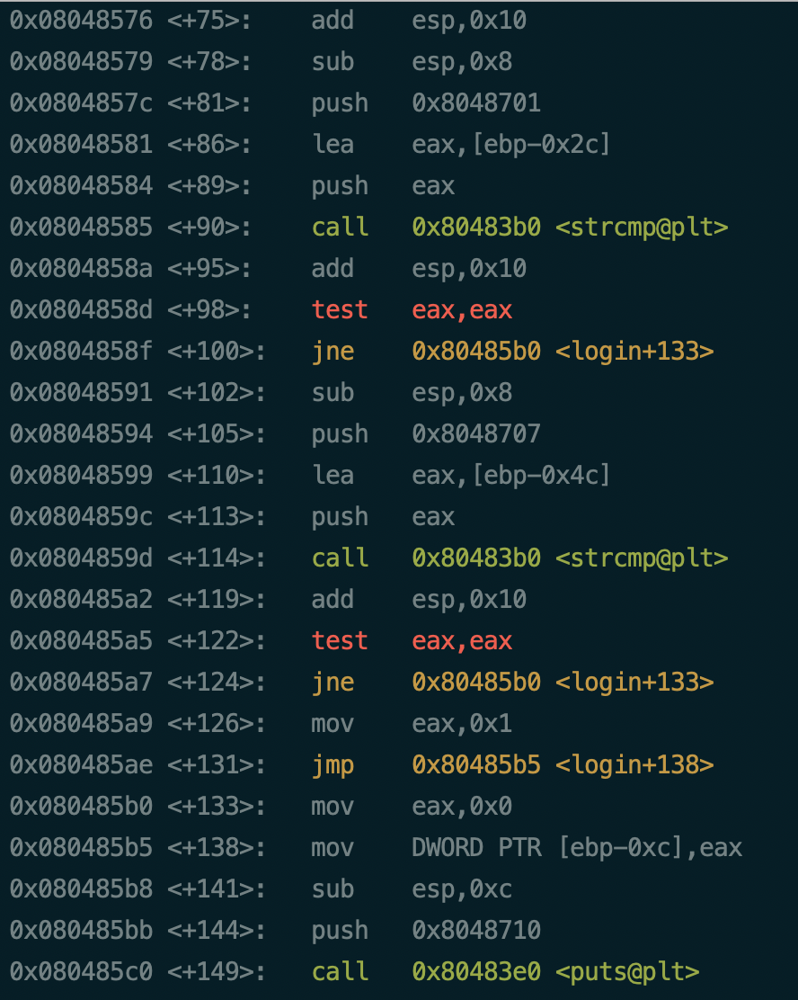 0x08048576 <+75>: add esp,0x10
0x08048579 <+78>: sub esp,0x8
0x0804857c <+81>: push 0x8048701
0x08048581 <+86>: lea eax,[ebp-0x2c]
0x08048584 <+89>: push eax
0x08048585 <+90>: call 0x80483b0 <strcmp@plt>
0x0804858a <+95>: add esp,0x10
0x0804858d <+98>: test eax,eax
0x0804858f <+100>: jne 0x80485b0 <login+133>
0x08048591 <+102>: sub esp,0x8
0x08048594 <+105>: push 0x8048707
0x08048599 <+110>: lea eax,[ebp-0x4c]
0x0804859c <+113>: push eax
0x0804859d <+114>: call 0x80483b0 <strcmp@plt>
0x080485a2 <+119>: add esp,0x10
0x080485a5 <+122>: test eax,eax
0x080485a7 <+124>: jne 0x80485b0 <login+133>
0x080485a9 <+126>: mov eax,0x1
0x080485ae <+131>: jmp 0x80485b5 <login+138>
0x080485b0 <+133>: mov eax,0x0
0x080485b5 <+138>: mov DWORD PTR [ebp-0xc],eax
0x080485b8 <+141>: sub esp,0xc
0x080485bb <+144>: push 0x8048710
0x080485c0 <+149>: call 0x80483e0 <puts@plt>